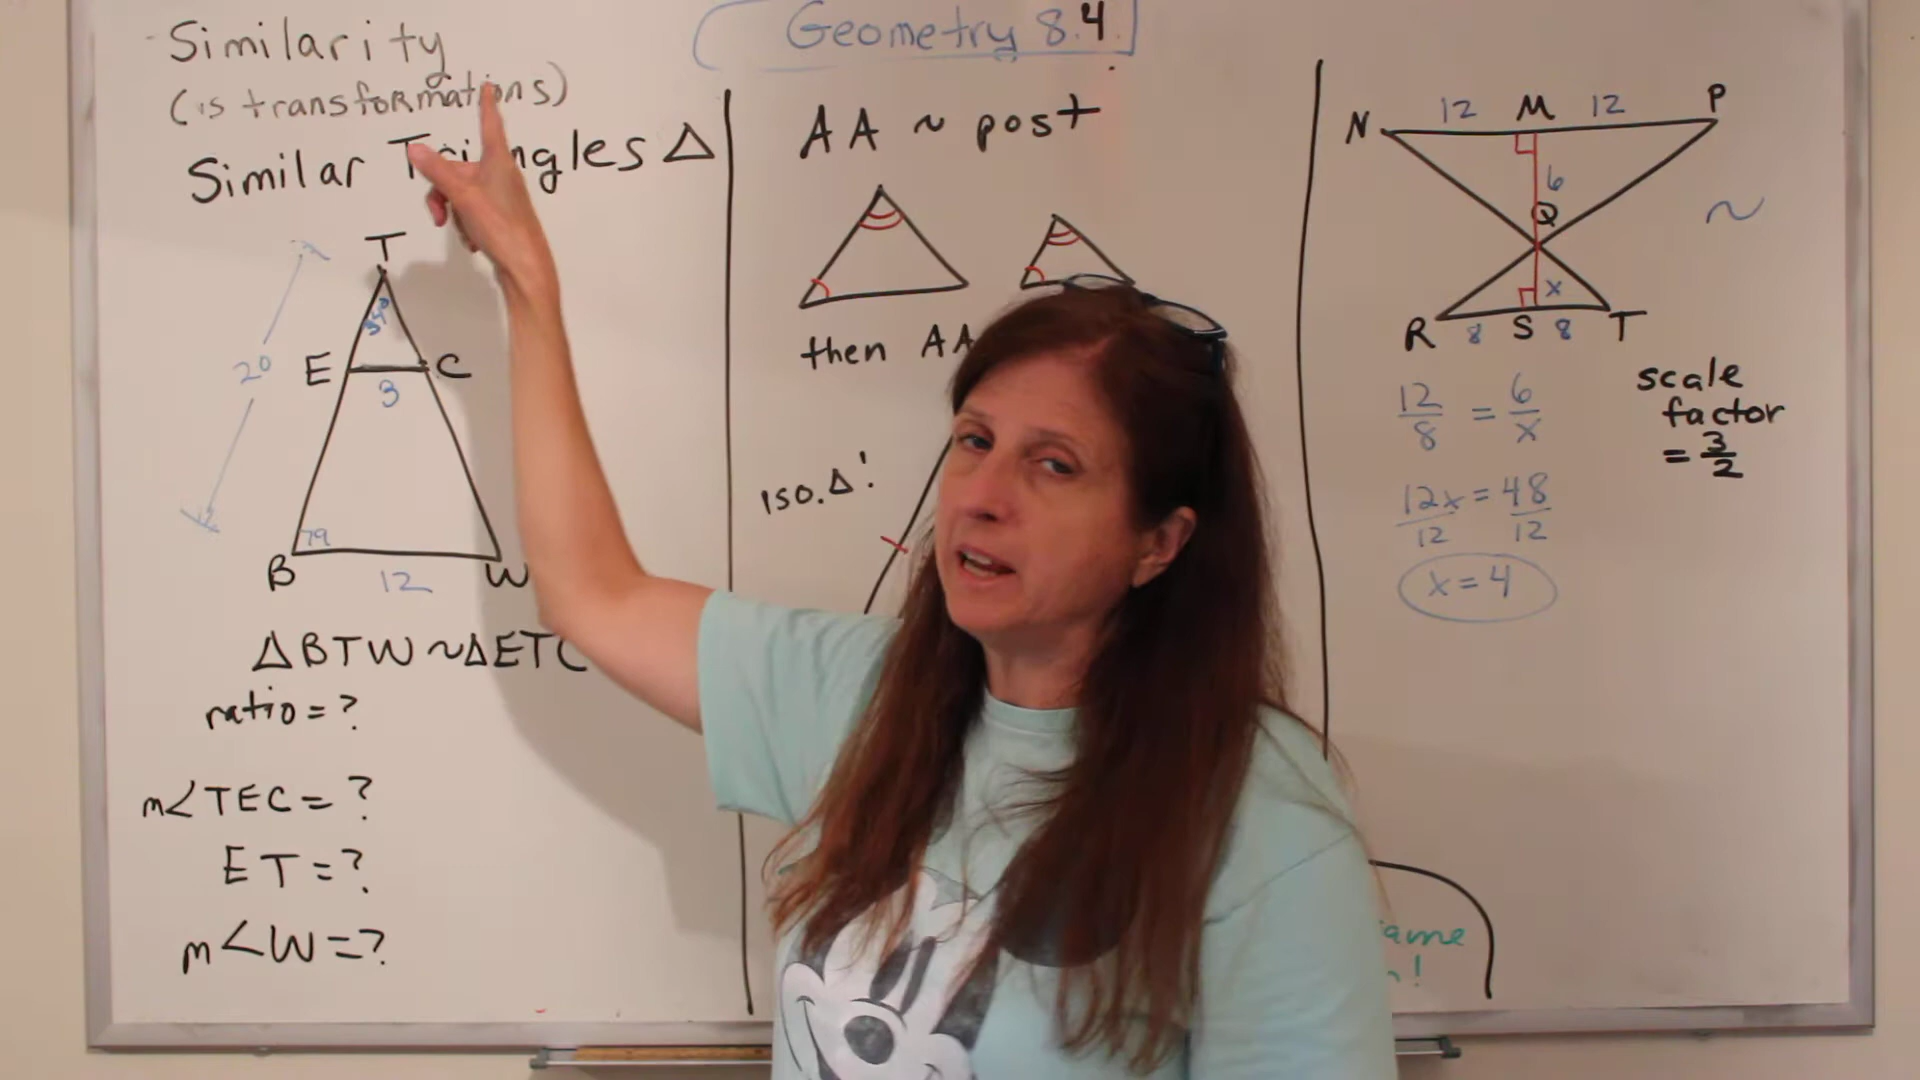 Similarity
(is transformations)
Similar Triangles △
T
35°
20
E
3
C
B
79
12
W
△BTW ~ △ETC
ratio = ?
m<TEC = ?
ET = ?
m<W = ?
Geometry 8.4
AA ~ post
then AA
iso. △!
N
12
M
12
P
6
Q
~
x
R
8
S
8
T
12/8 = 6/x
12x/12 = 48/12
x = 4
scale
factor
= 3/2